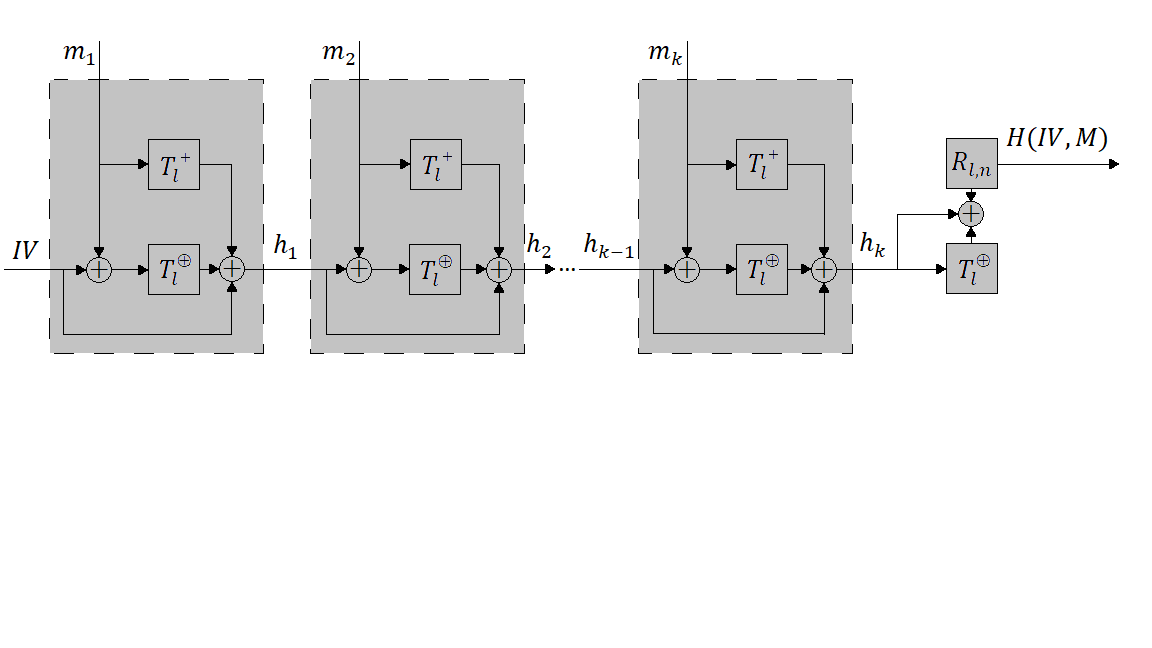 m₁ m₂ mₖ
H(IV, M)
Tₗ⁺ Tₗ⁺ Tₗ⁺ Rₗ,ₙ
IV + Tₗ^⊕ + h₁ + Tₗ^⊕ + h₂ ... hₖ₋₁ + Tₗ^⊕ + hₖ + Tₗ^⊕